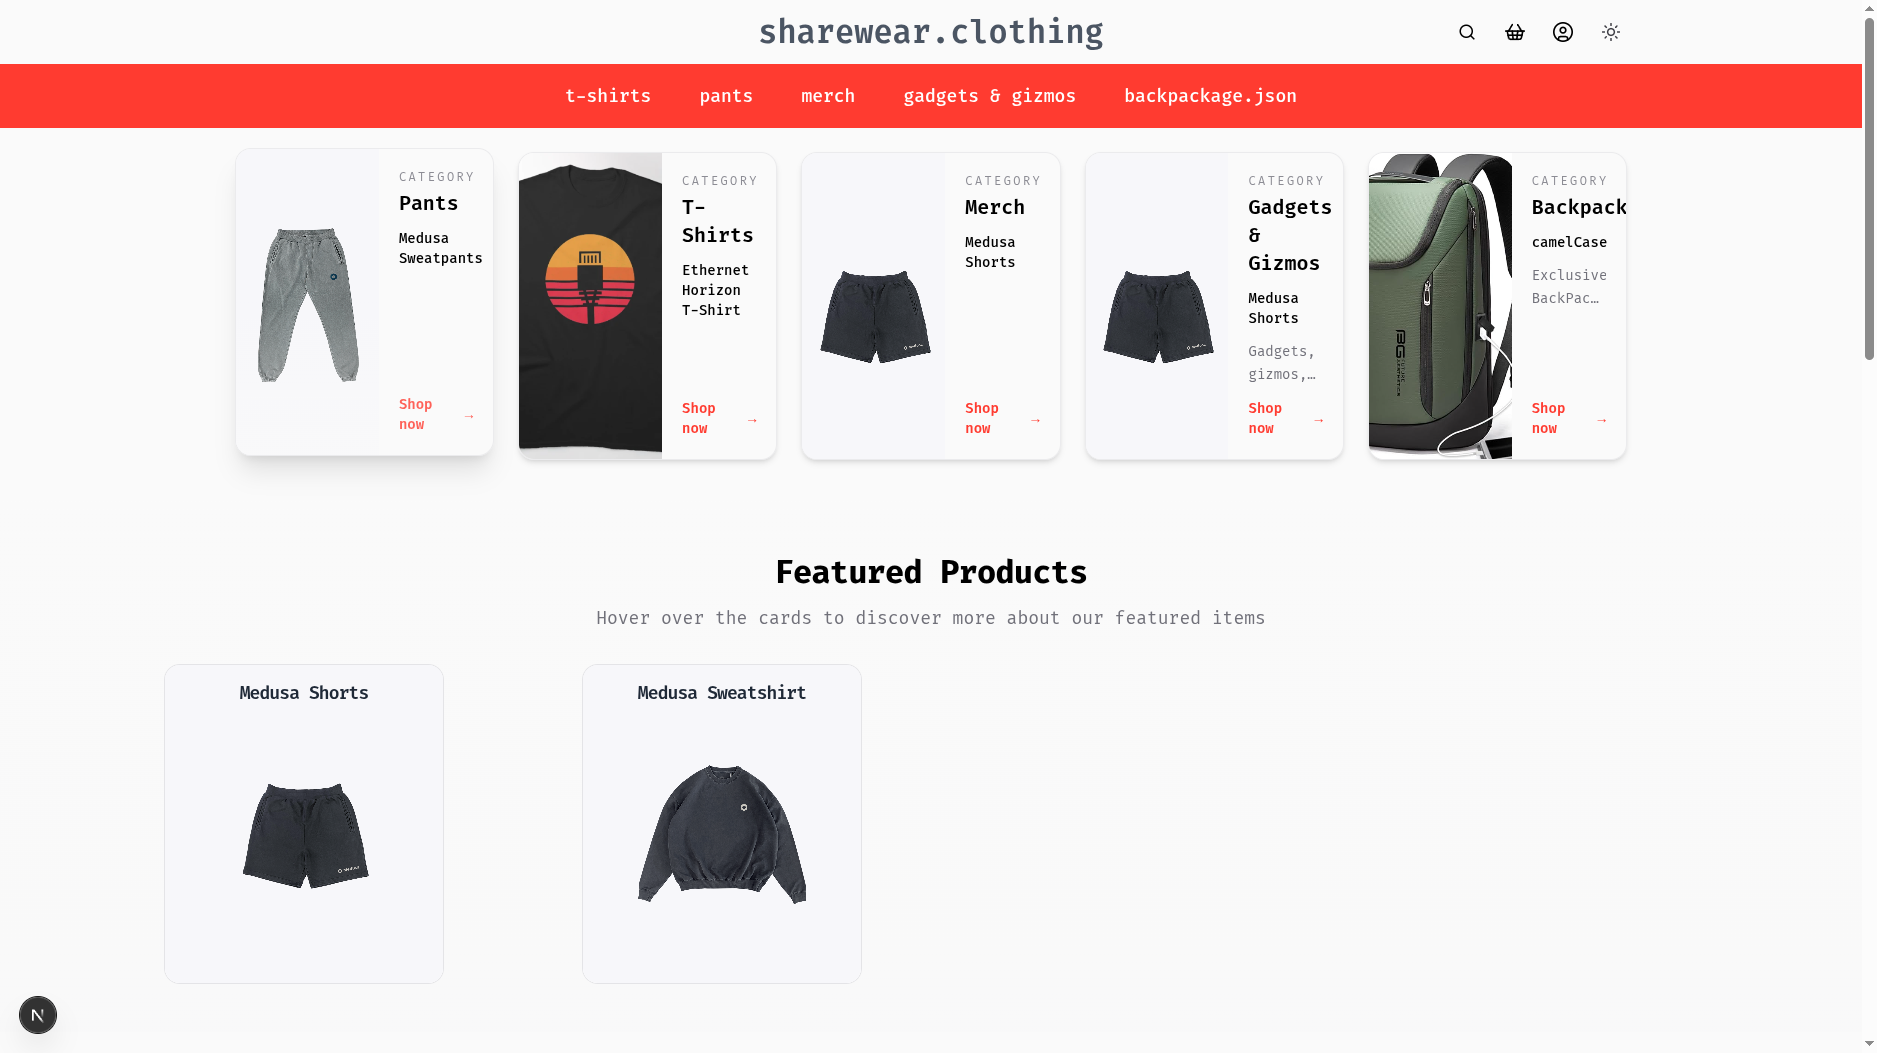 sharewear.clothing
t-shirts
pants
merch
gadgets & gizmos
backpackage.json
CATEGORY
Pants
Medusa
Sweatpants
Shop
now
→
CATEGORY
T-
Shirts
Ethernet
Horizon
T-Shirt
Shop
now
→
CATEGORY
Merch
Medusa
Shorts
Shop
now
→
CATEGORY
Gadgets
&
Gizmos
Medusa
Shorts
Gadgets,
gizmos,…
Shop
now
→
CATEGORY
Backpack
camelCase
Exclusive
BackPac…
Shop
now
→
Featured Products
Hover over the cards to discover more about our featured items
Medusa Shorts
Medusa Sweatshirt
N